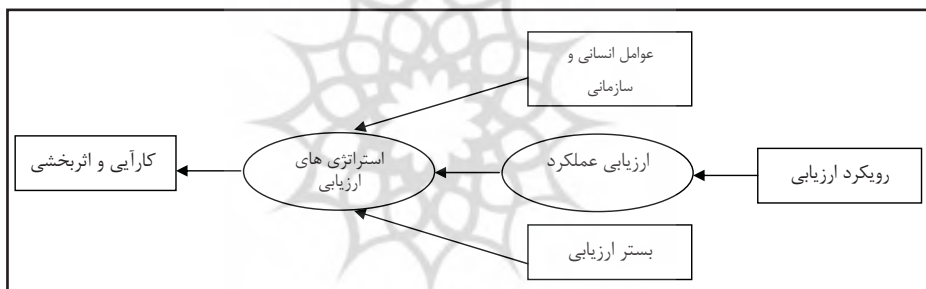 عوامل انسانی و
سازمانی
رویکرد ارزیابی
ارزیابی عملکرد
استراتژی های
ارزیابی
کارآیی و اثربخشی
بستر ارزیابی